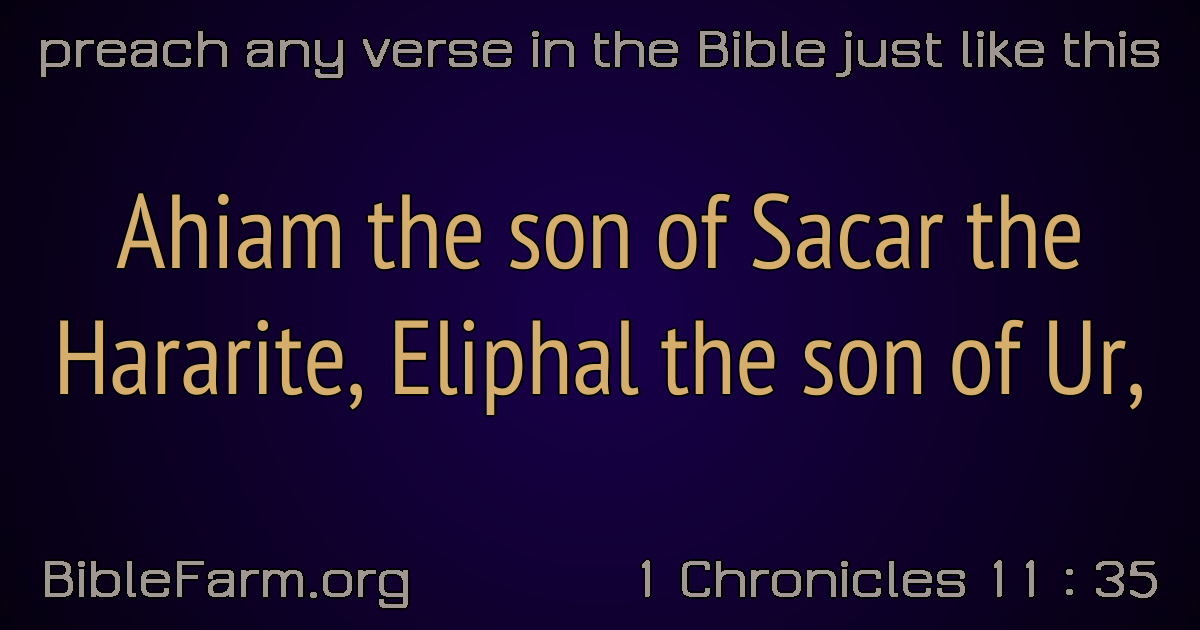 preach any verse in the Bible just like this
Ahiam the son of Sacar the
Hararite, Eliphal the son of Ur,
BibleFarm.org
1 Chronicles 11 : 35